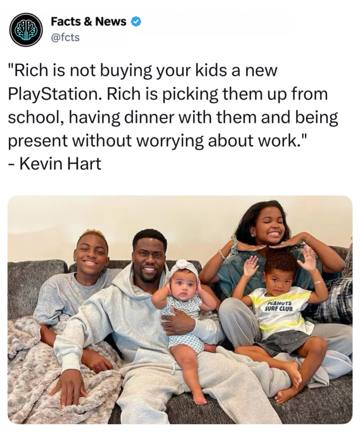 Facts & News
@fcts
"Rich is not buying your kids a new
PlayStation. Rich is picking them up from
school, having dinner with them and being
present without worrying about work."
- Kevin Hart
PEANUTS
SURF CLUB